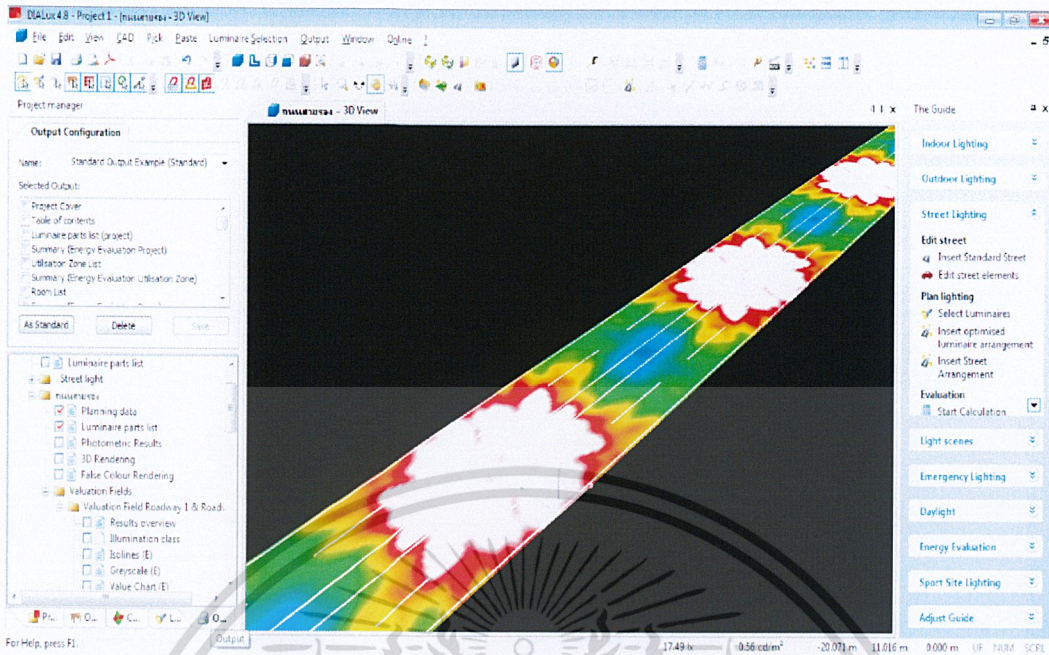 DIALux 4.8 - Project 1 - [ถนนสายรอง - 3D View]
File Edit View CAD Pick Paste Luminaire Selection Output Window Online ?
Project manager
Output Configuration
Name: Standard Output Example (Standard)
Selected Output:
Project Cover
Table of contents
Luminaire parts list (project)
Summary (Energy Evaluation Project)
Utilisation Zone List
Summary (Energy Evaluation Utilisation Zone)
Room List
As Standard Delete Save
Luminaire parts list
Street light
ถนนสายรอง
Planning data
Luminaire parts list
Photometric Results
3D Rendering
False Colour Rendering
Valuation Fields
Valuation Field Roadway 1 & Road
Results overview
Illumination class
Isolines (E)
Greyscale (E)
Value Chart (E)
Pr... O... C... L... O...
ถนนสายรอง - 3D View
The Guide
Indoor Lighting
Outdoor Lighting
Street Lighting
Edit street
Insert Standard Street
Edit street elements
Plan lighting
Select Luminaires
Insert optimised
luminaire arrangement
Insert Street
Arrangement
Evaluation
Start Calculation
Light scenes
Emergency Lighting
Daylight
Energy Evaluation
Sport Site Lighting
Adjust Guide
For Help, press F1.
Output
17.49 lx 0.56 cd/m² -20.071 m 11.016 m 0.000 m UF NUM SCRL